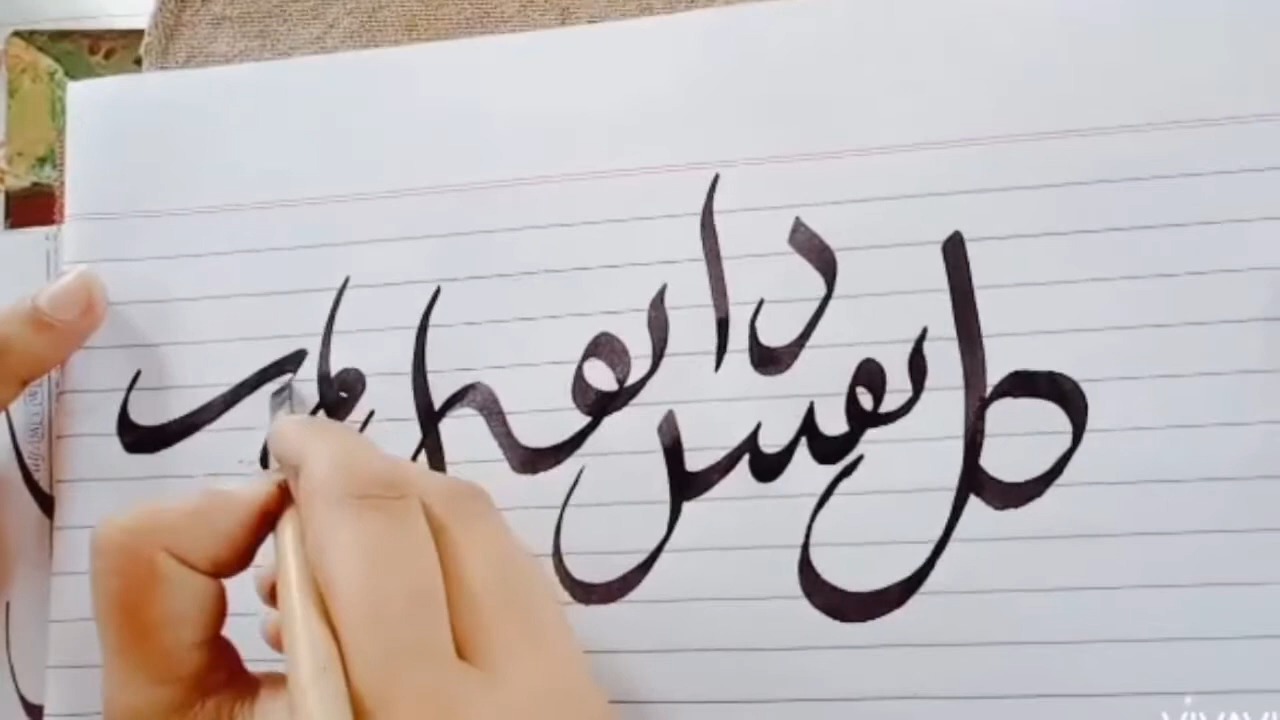 كل نفس ذائقة الموت